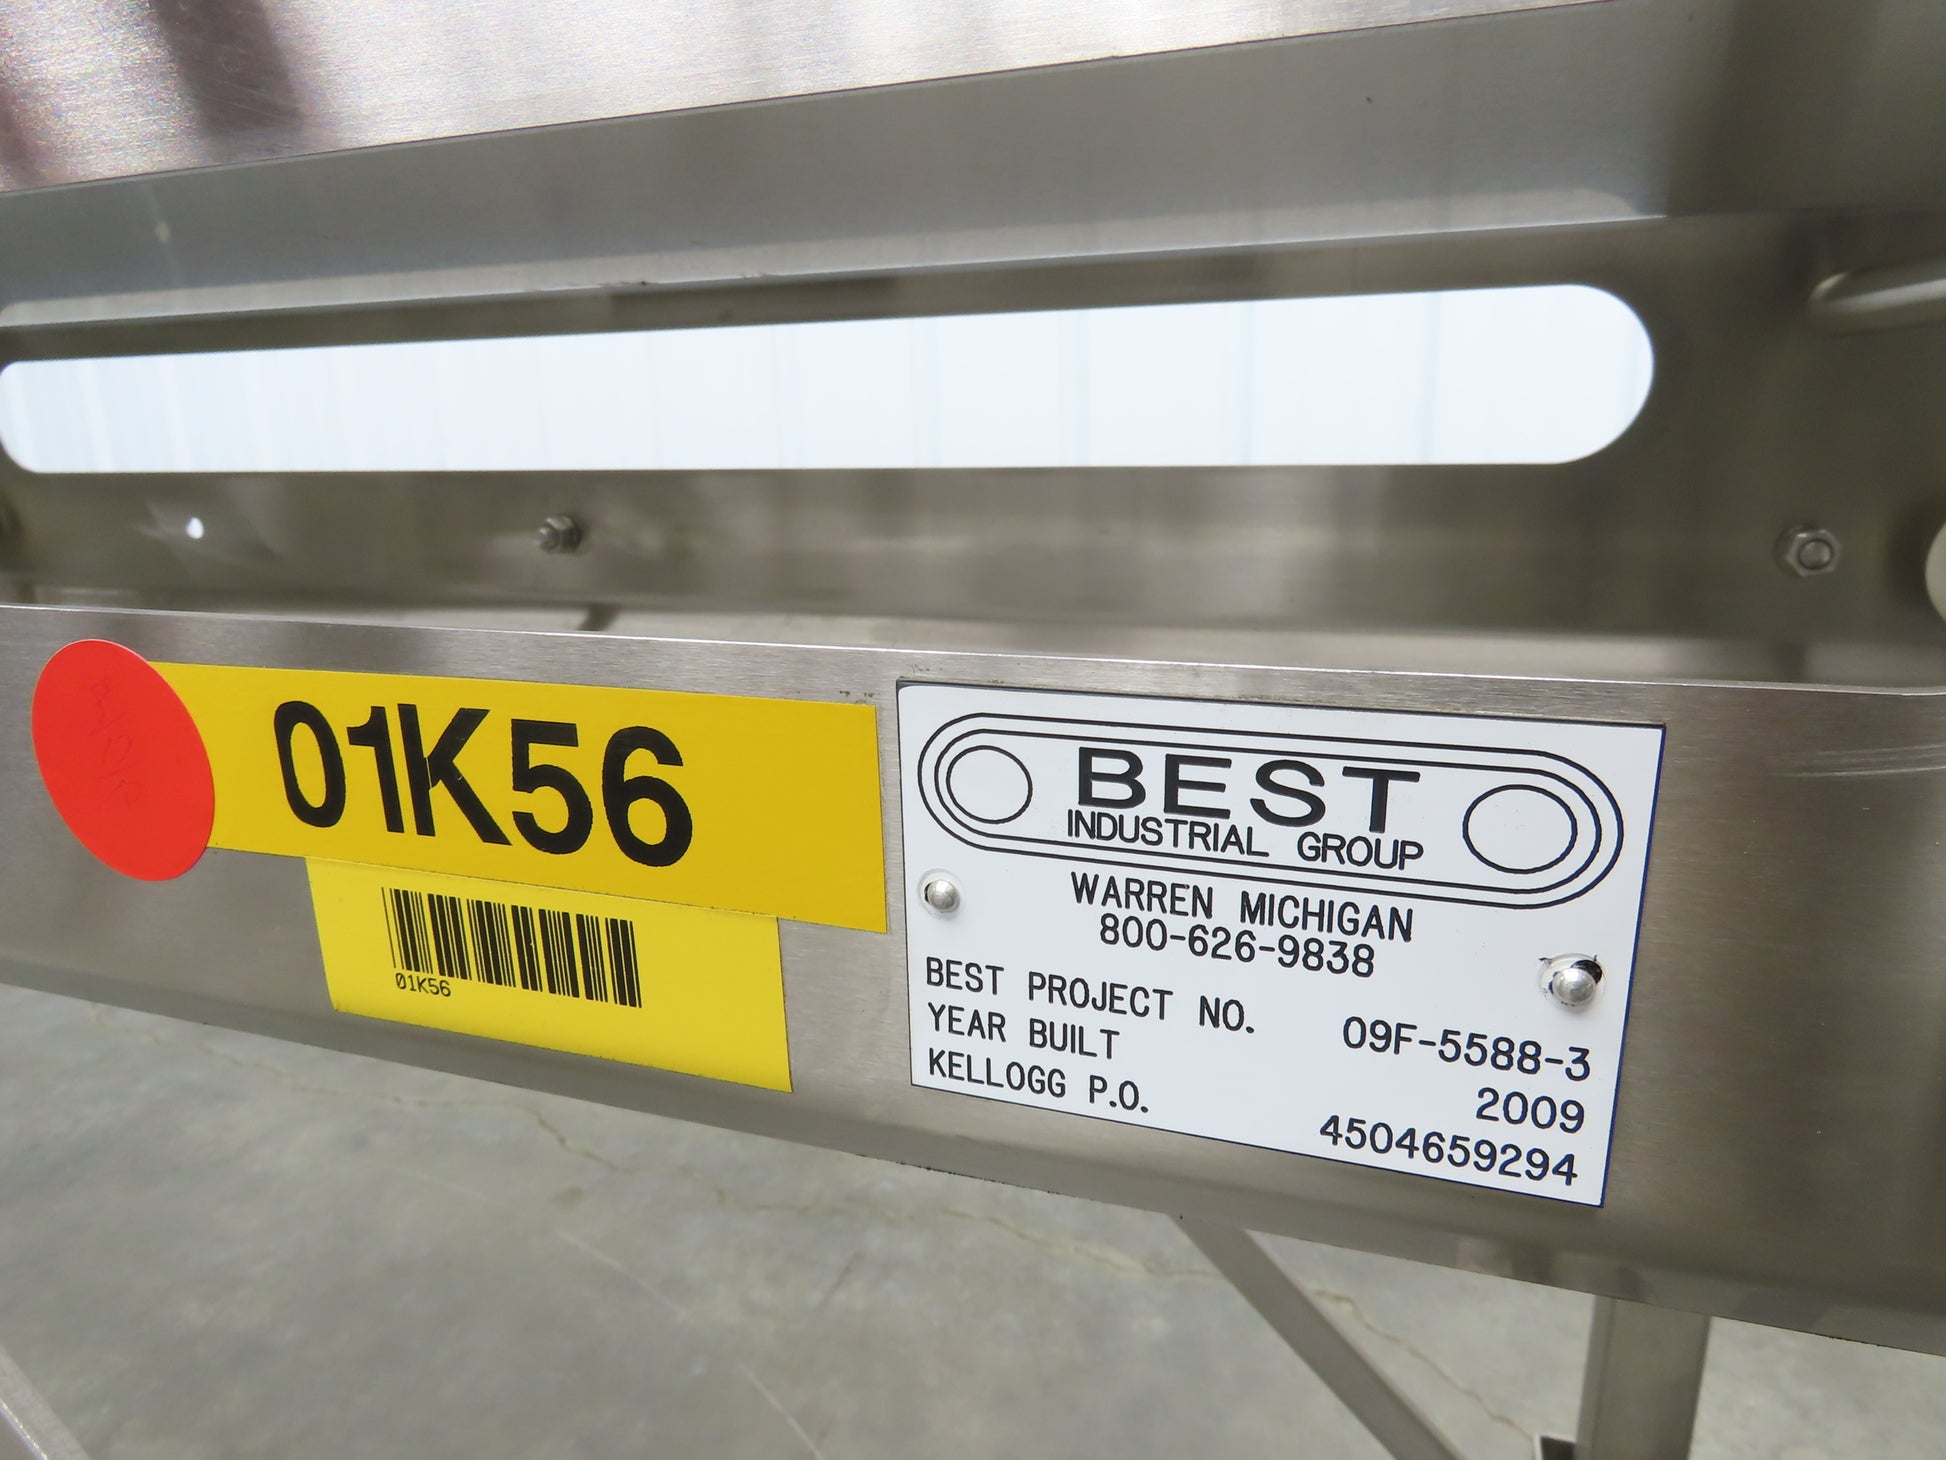 01K56
01K56
BEST
INDUSTRIAL GROUP
WARREN MICHIGAN
800-626-9838
BEST PROJECT NO. 09F-5588-3
YEAR BUILT 2009
KELLOGG P.O. 4504659294